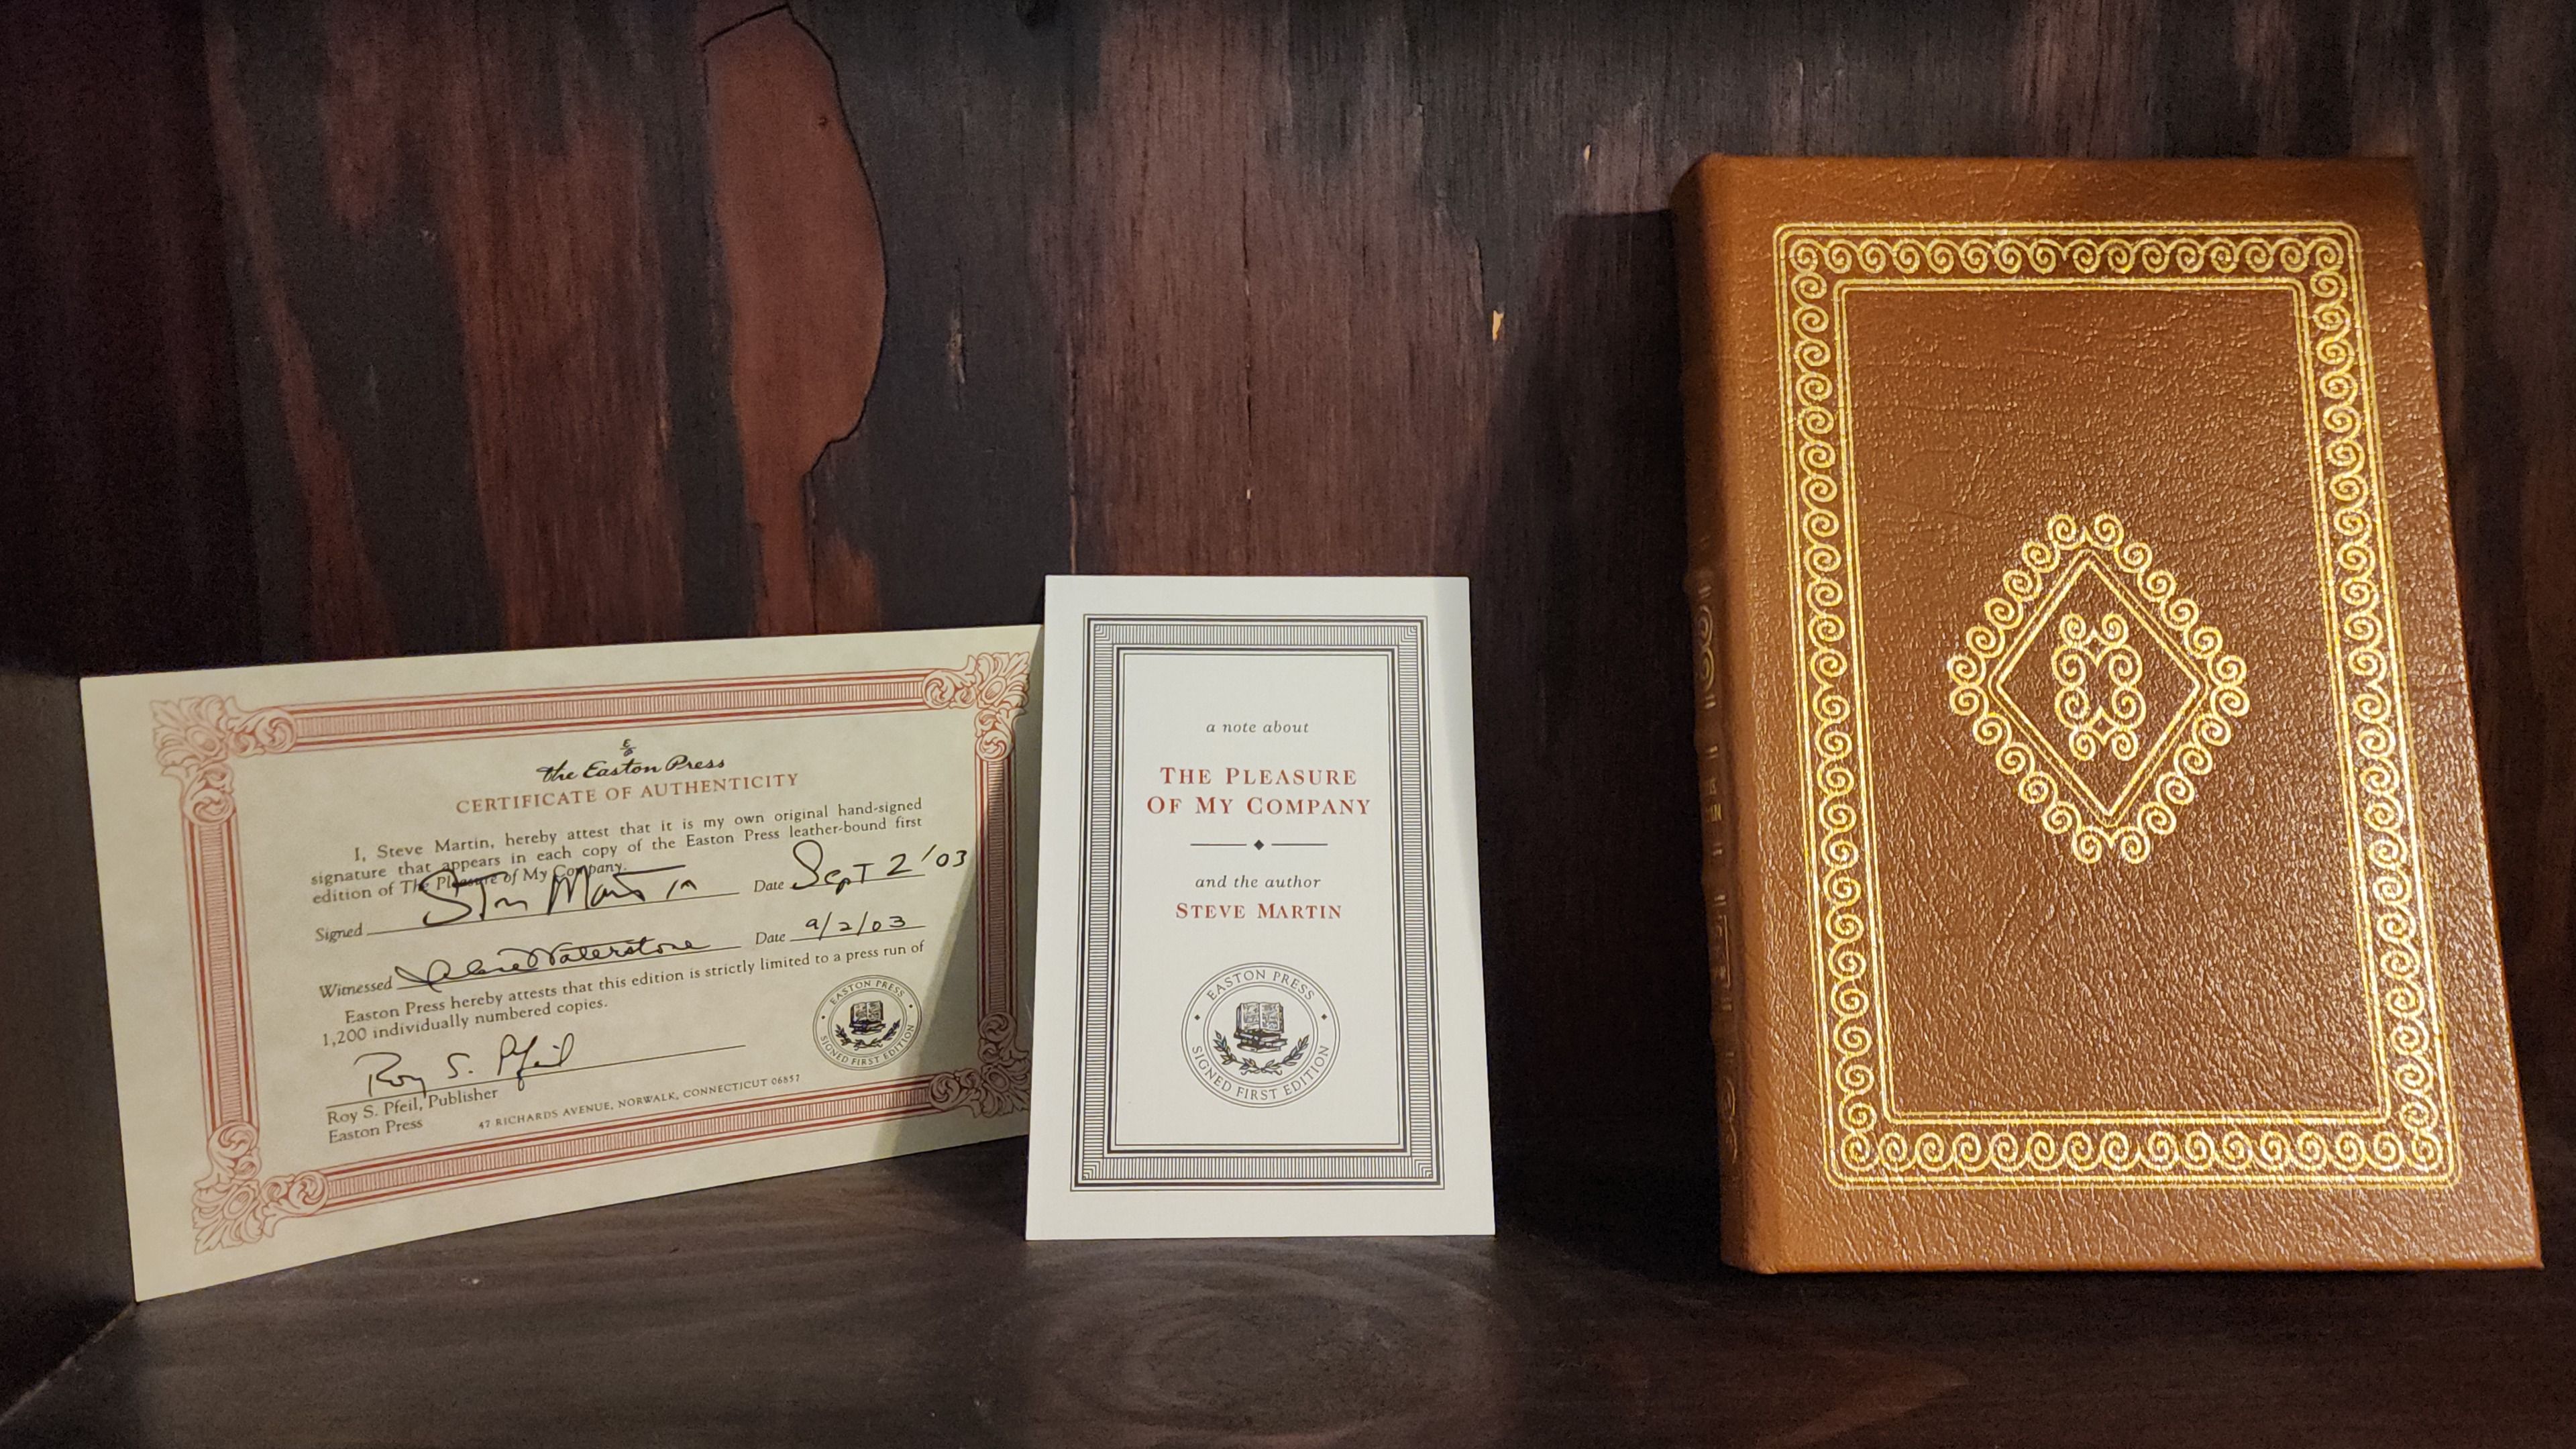 the Easton Press
CERTIFICATE OF AUTHENTICITY
I, Steve Martin, hereby attest that it is my own original hand-signed
signature that appears in each copy of the Easton Press leather-bound first
edition of The Pleasure of My Company.
Signed Steve Martin Date Sept 2 '03
Witnessed Waterstone Date 9/2/03
Easton Press hereby attests that this edition is strictly limited to a press run of
1,200 individually numbered copies.
Roy S. Pfeil
Roy S. Pfeil, Publisher
Easton Press
47 RICHARDS AVENUE, NORWALK, CONNECTICUT 06857
EASTON PRESS
SIGNED FIRST EDITION
a note about
THE PLEASURE
OF MY COMPANY
and the author
STEVE MARTIN
EASTON PRESS
SIGNED FIRST EDITION